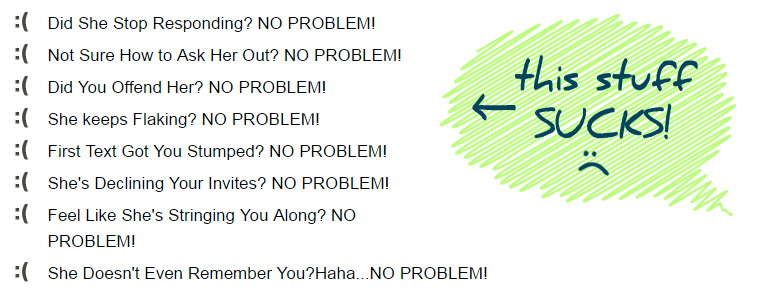 :( Did She Stop Responding? NO PROBLEM!
:( Not Sure How to Ask Her Out? NO PROBLEM!
:( Did You Offend Her? NO PROBLEM!
:( She keeps Flaking? NO PROBLEM!
:( First Text Got You Stumped? NO PROBLEM!
:( She's Declining Your Invites? NO PROBLEM!
:( Feel Like She's Stringing You Along? NO
PROBLEM!
:( She Doesn't Even Remember You?Haha...NO PROBLEM!
this stuff
SUCKS!